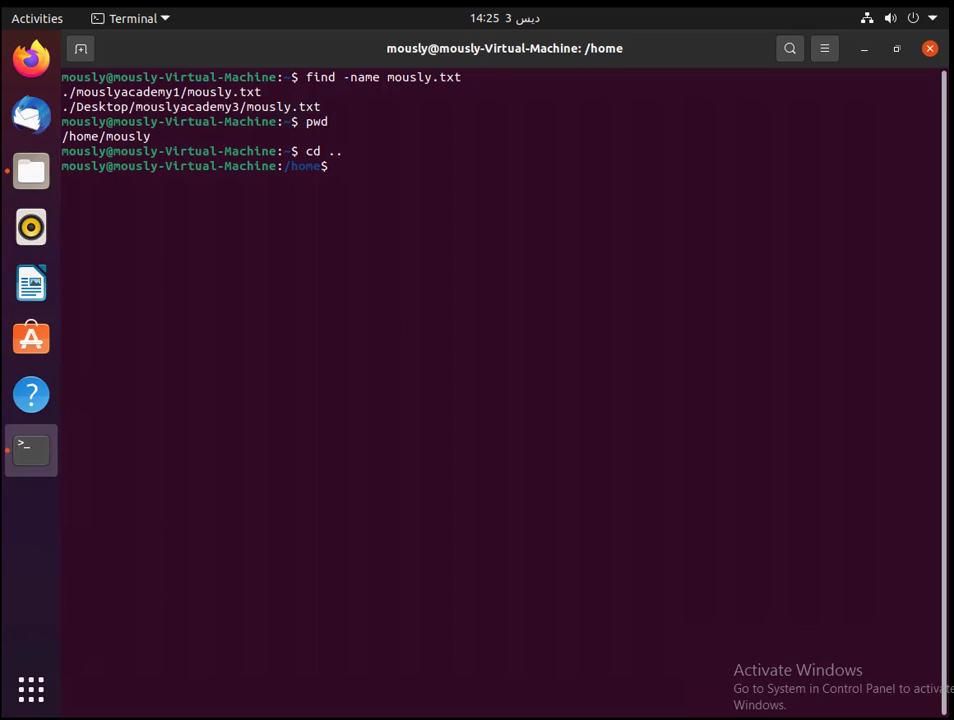 Activities
Terminal
14:25 3 ديس
mously@mously-Virtual-Machine: /home
mously@mously-Virtual-Machine:~$ find -name mously.txt
./mouslyacademy1/mously.txt
./Desktop/mouslyacademy3/mously.txt
mously@mously-Virtual-Machine:~$ pwd
/home/mously
mously@mously-Virtual-Machine:~$ cd ..
mously@mously-Virtual-Machine:/home$
Activate Windows
Go to System in Control Panel to activate
Windows.